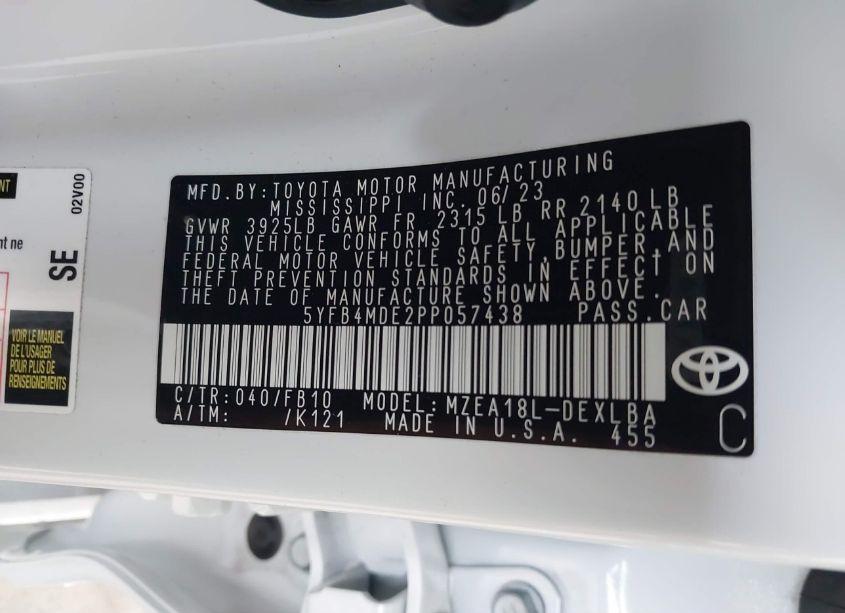 MFD.BY:TOYOTA MOTOR MANUFACTURING
MISSISSIPPI INC. 06/23
GVWR 3925LB GAWR FR 2315 LB RR 2140 LB
THIS VEHICLE CONFORMS TO ALL APPLICABLE
FEDERAL MOTOR VEHICLE SAFETY, BUMPER, AND
THEFT PREVENTION STANDARDS IN EFFECT ON
THE DATE OF MANUFACTURE SHOWN ABOVE.
5YFB4MDE2PP057438 PASS.CAR
C/TR:040/FB10 MODEL:MZEA18L-DEXLBA
A/TM: /K121 MADE IN U.S.A. 455
C
02V00
SE
nt ne
VOIR LE MANUEL
DE L'USAGER
POUR PLUS DE
RENSEIGNEMENTS